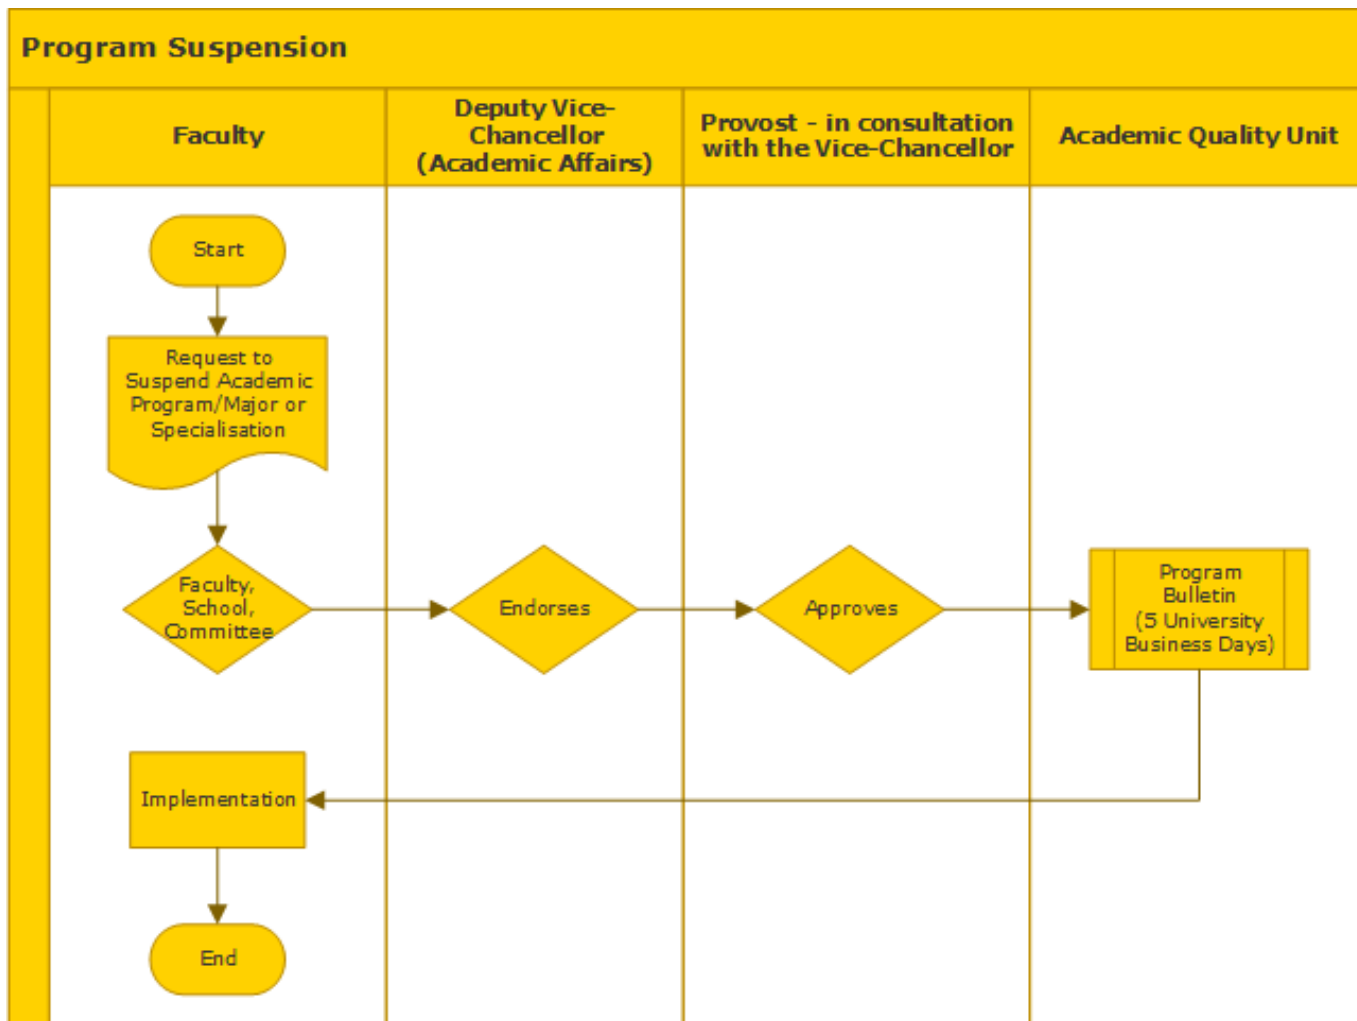 Program Suspension
Faculty
Deputy Vice-
Chancellor
(Academic Affairs)
Provost - in consultation
with the Vice-Chancellor
Academic Quality Unit
Start
Request to
Suspend Academic
Program/Major or
Specialisation
Faculty,
School,
Committee
Endorses
Approves
Program
Bulletin
(5 University
Business Days)
Implementation
End